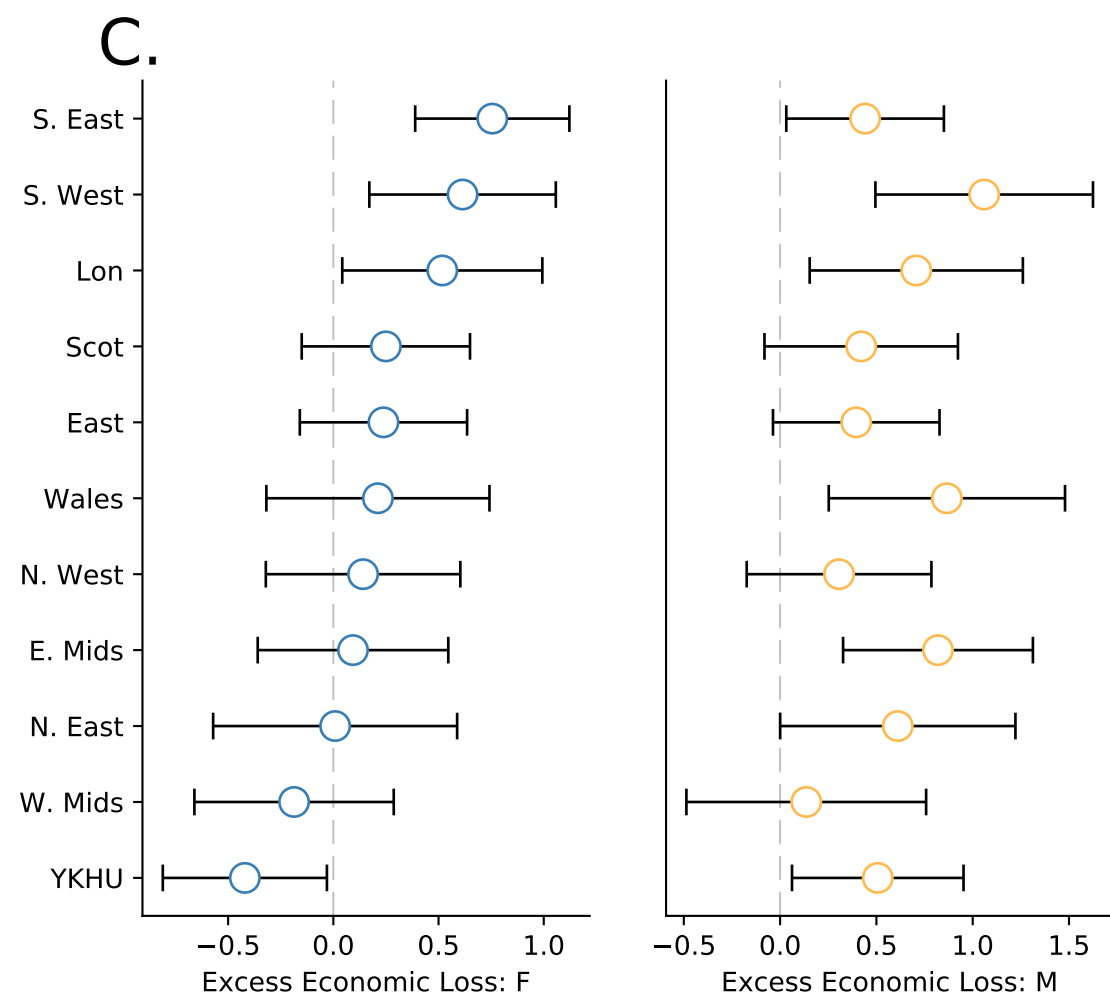 C.
S. East
S. West
Lon
Scot
East
Wales
N. West
E. Mids
N. East
W. Mids
YKHU
−0.5 0.0 0.5 1.0
Excess Economic Loss: F
−0.5 0.0 0.5 1.0 1.5
Excess Economic Loss: M